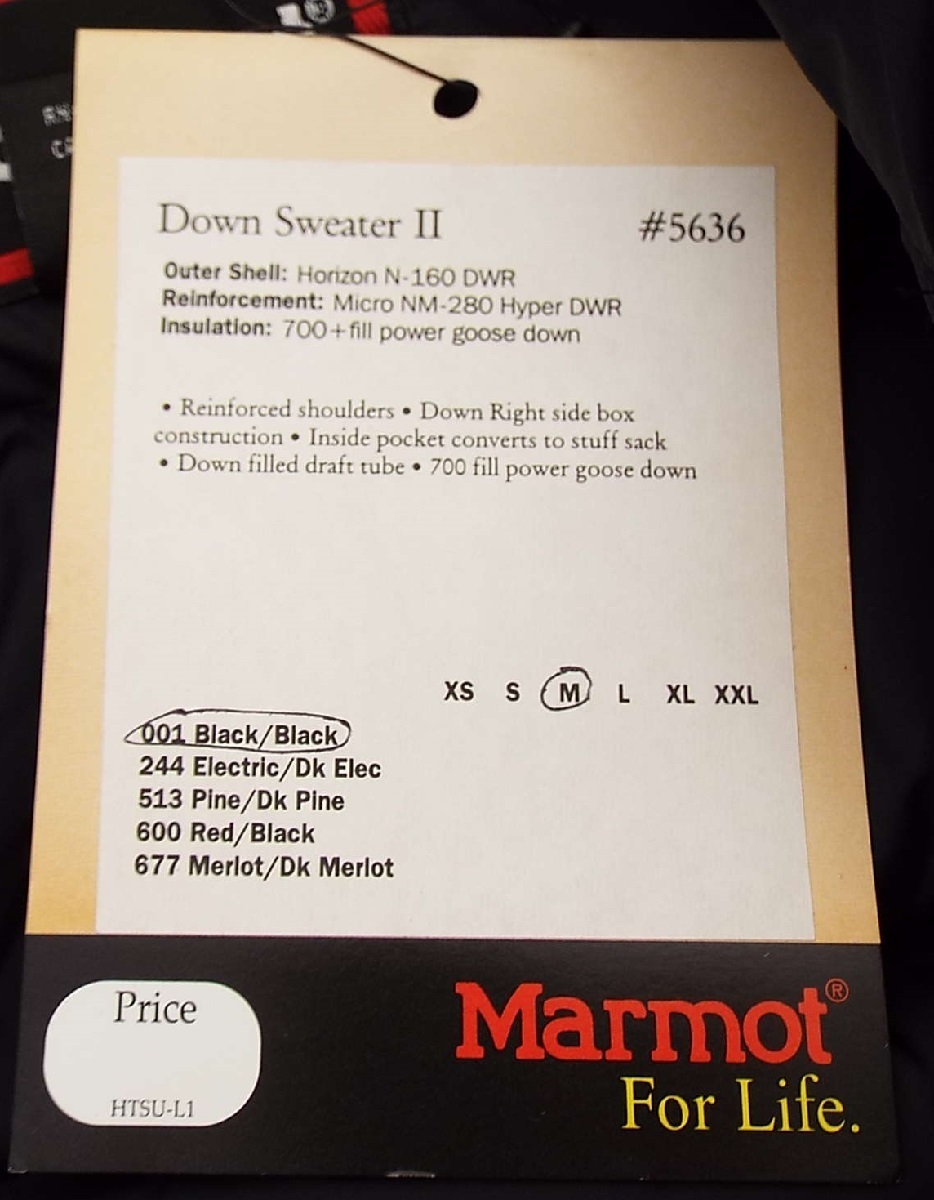 Down Sweater II #5636
Outer Shell: Horizon N-160 DWR
Reinforcement: Micro NM-280 Hyper DWR
Insulation: 700+fill power goose down
• Reinforced shoulders • Down Right side box
construction • Inside pocket converts to stuff sack
• Down filled draft tube • 700 fill power goose down
XS S M L XL XXL
001 Black/Black
244 Electric/Dk Elec
513 Pine/Dk Pine
600 Red/Black
677 Merlot/Dk Merlot
Price
HTSU-L1
Marmot®
For Life.